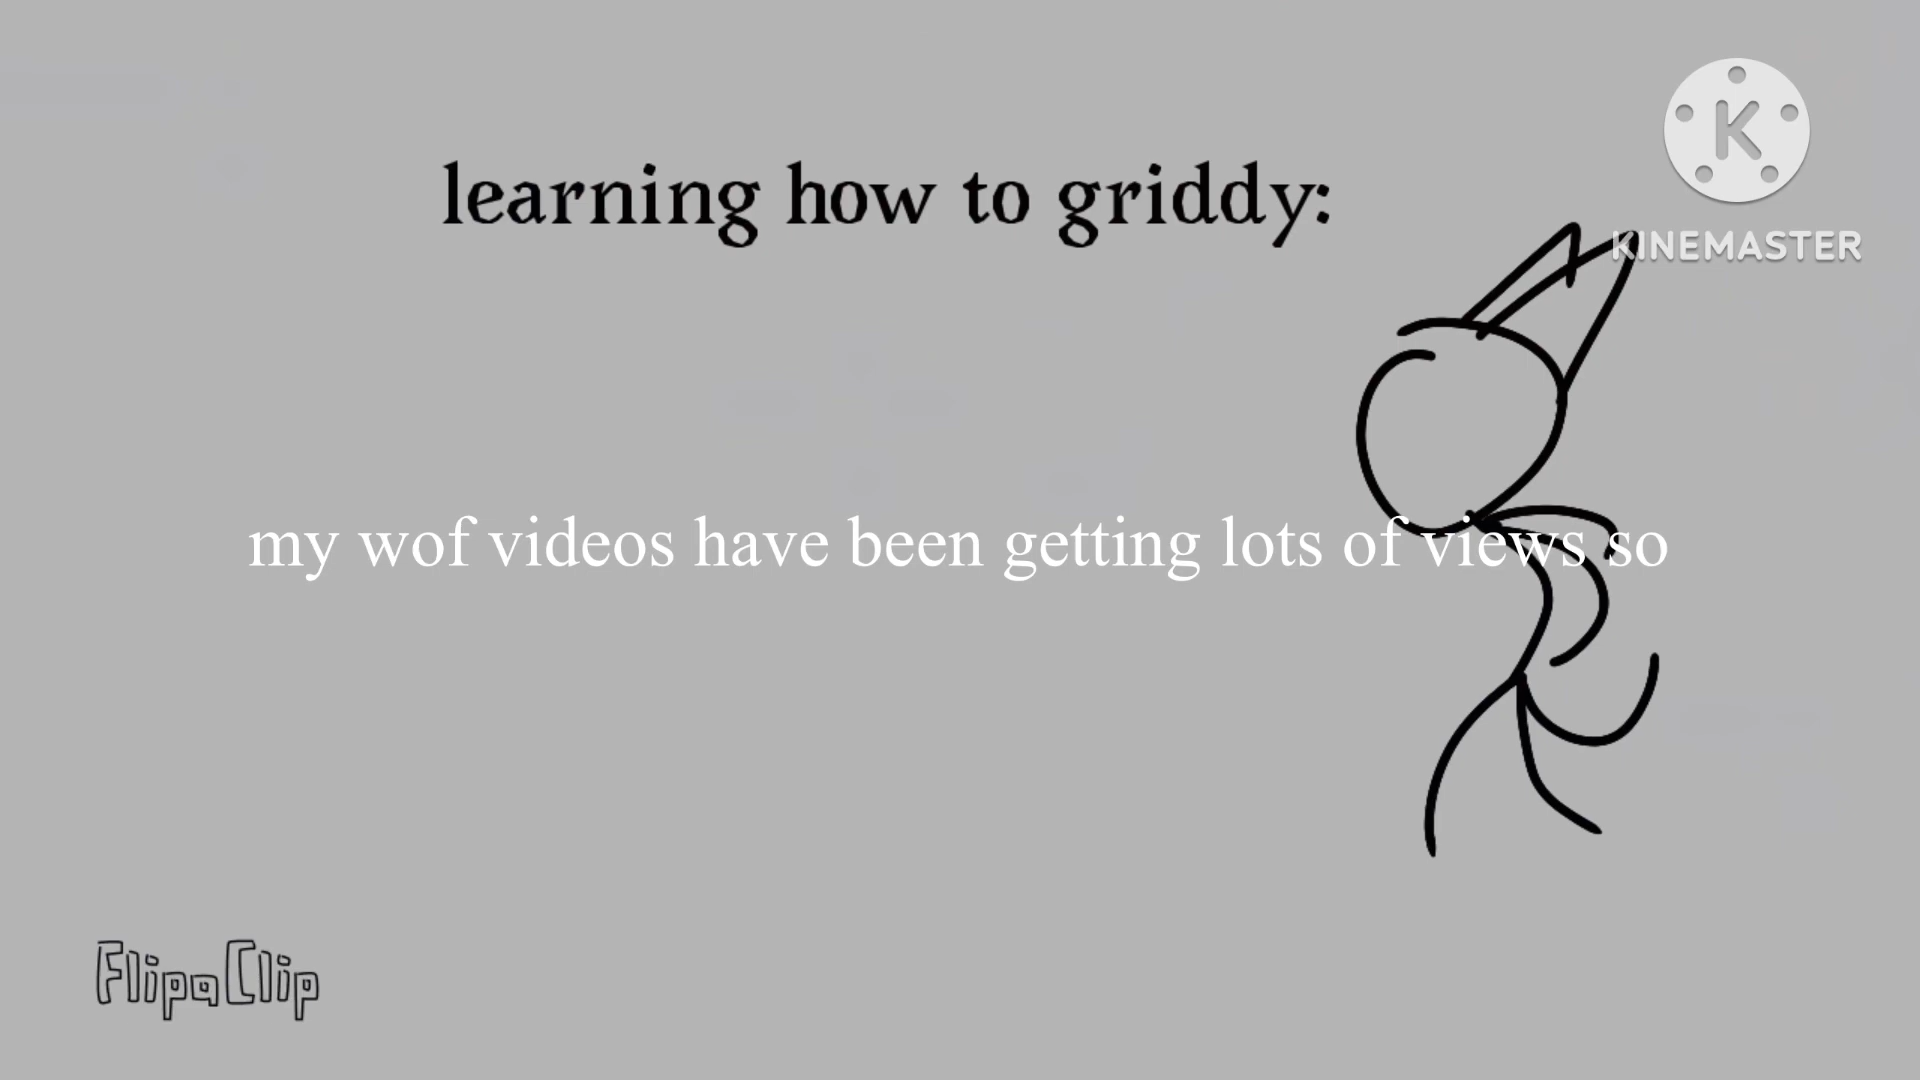 K
learning how to griddy:
KINEMASTER
my wof videos have been getting lots of views so
FlipaClip